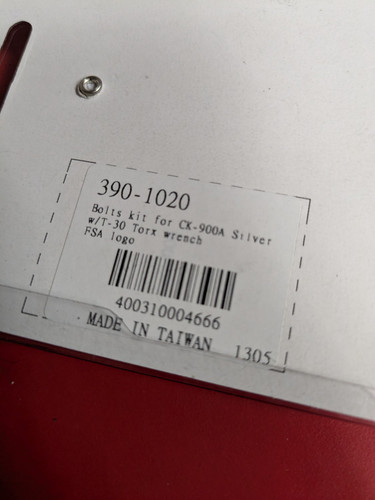 390-1020
Bolts kit for CK-900A Silver
w/T-30 Torx wrench
FSA logo
400310004666
MADE IN TAIWAN 1305